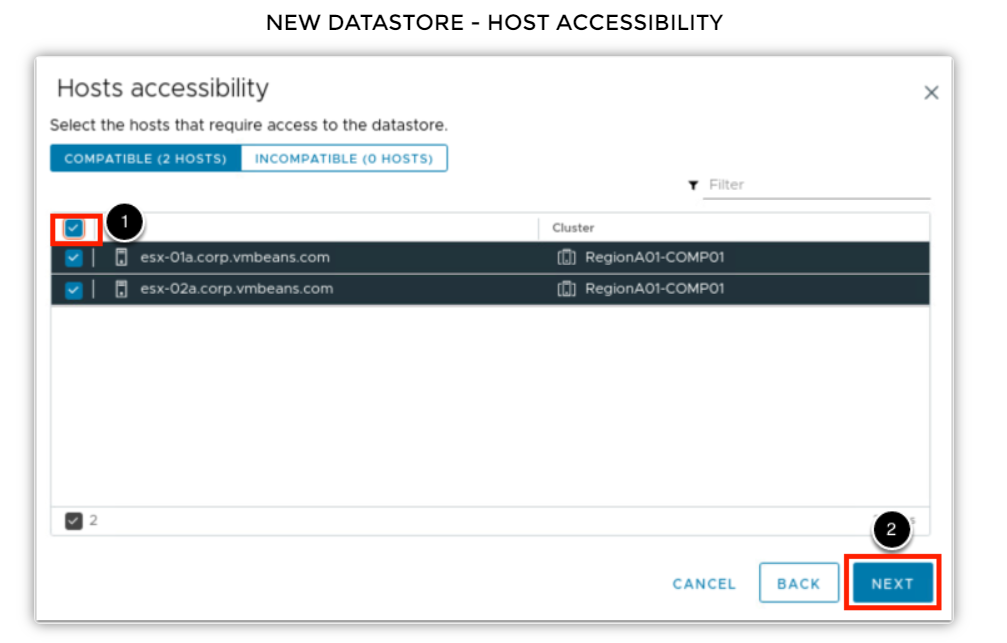 NEW DATASTORE - HOST ACCESSIBILITY
Hosts accessibility
Select the hosts that require access to the datastore.
COMPATIBLE (2 HOSTS) INCOMPATIBLE (0 HOSTS)
Filter
1
Cluster
esx-01a.corp.vmbeans.com RegionA01-COMP01
esx-02a.corp.vmbeans.com RegionA01-COMP01
2
2
CANCEL BACK NEXT